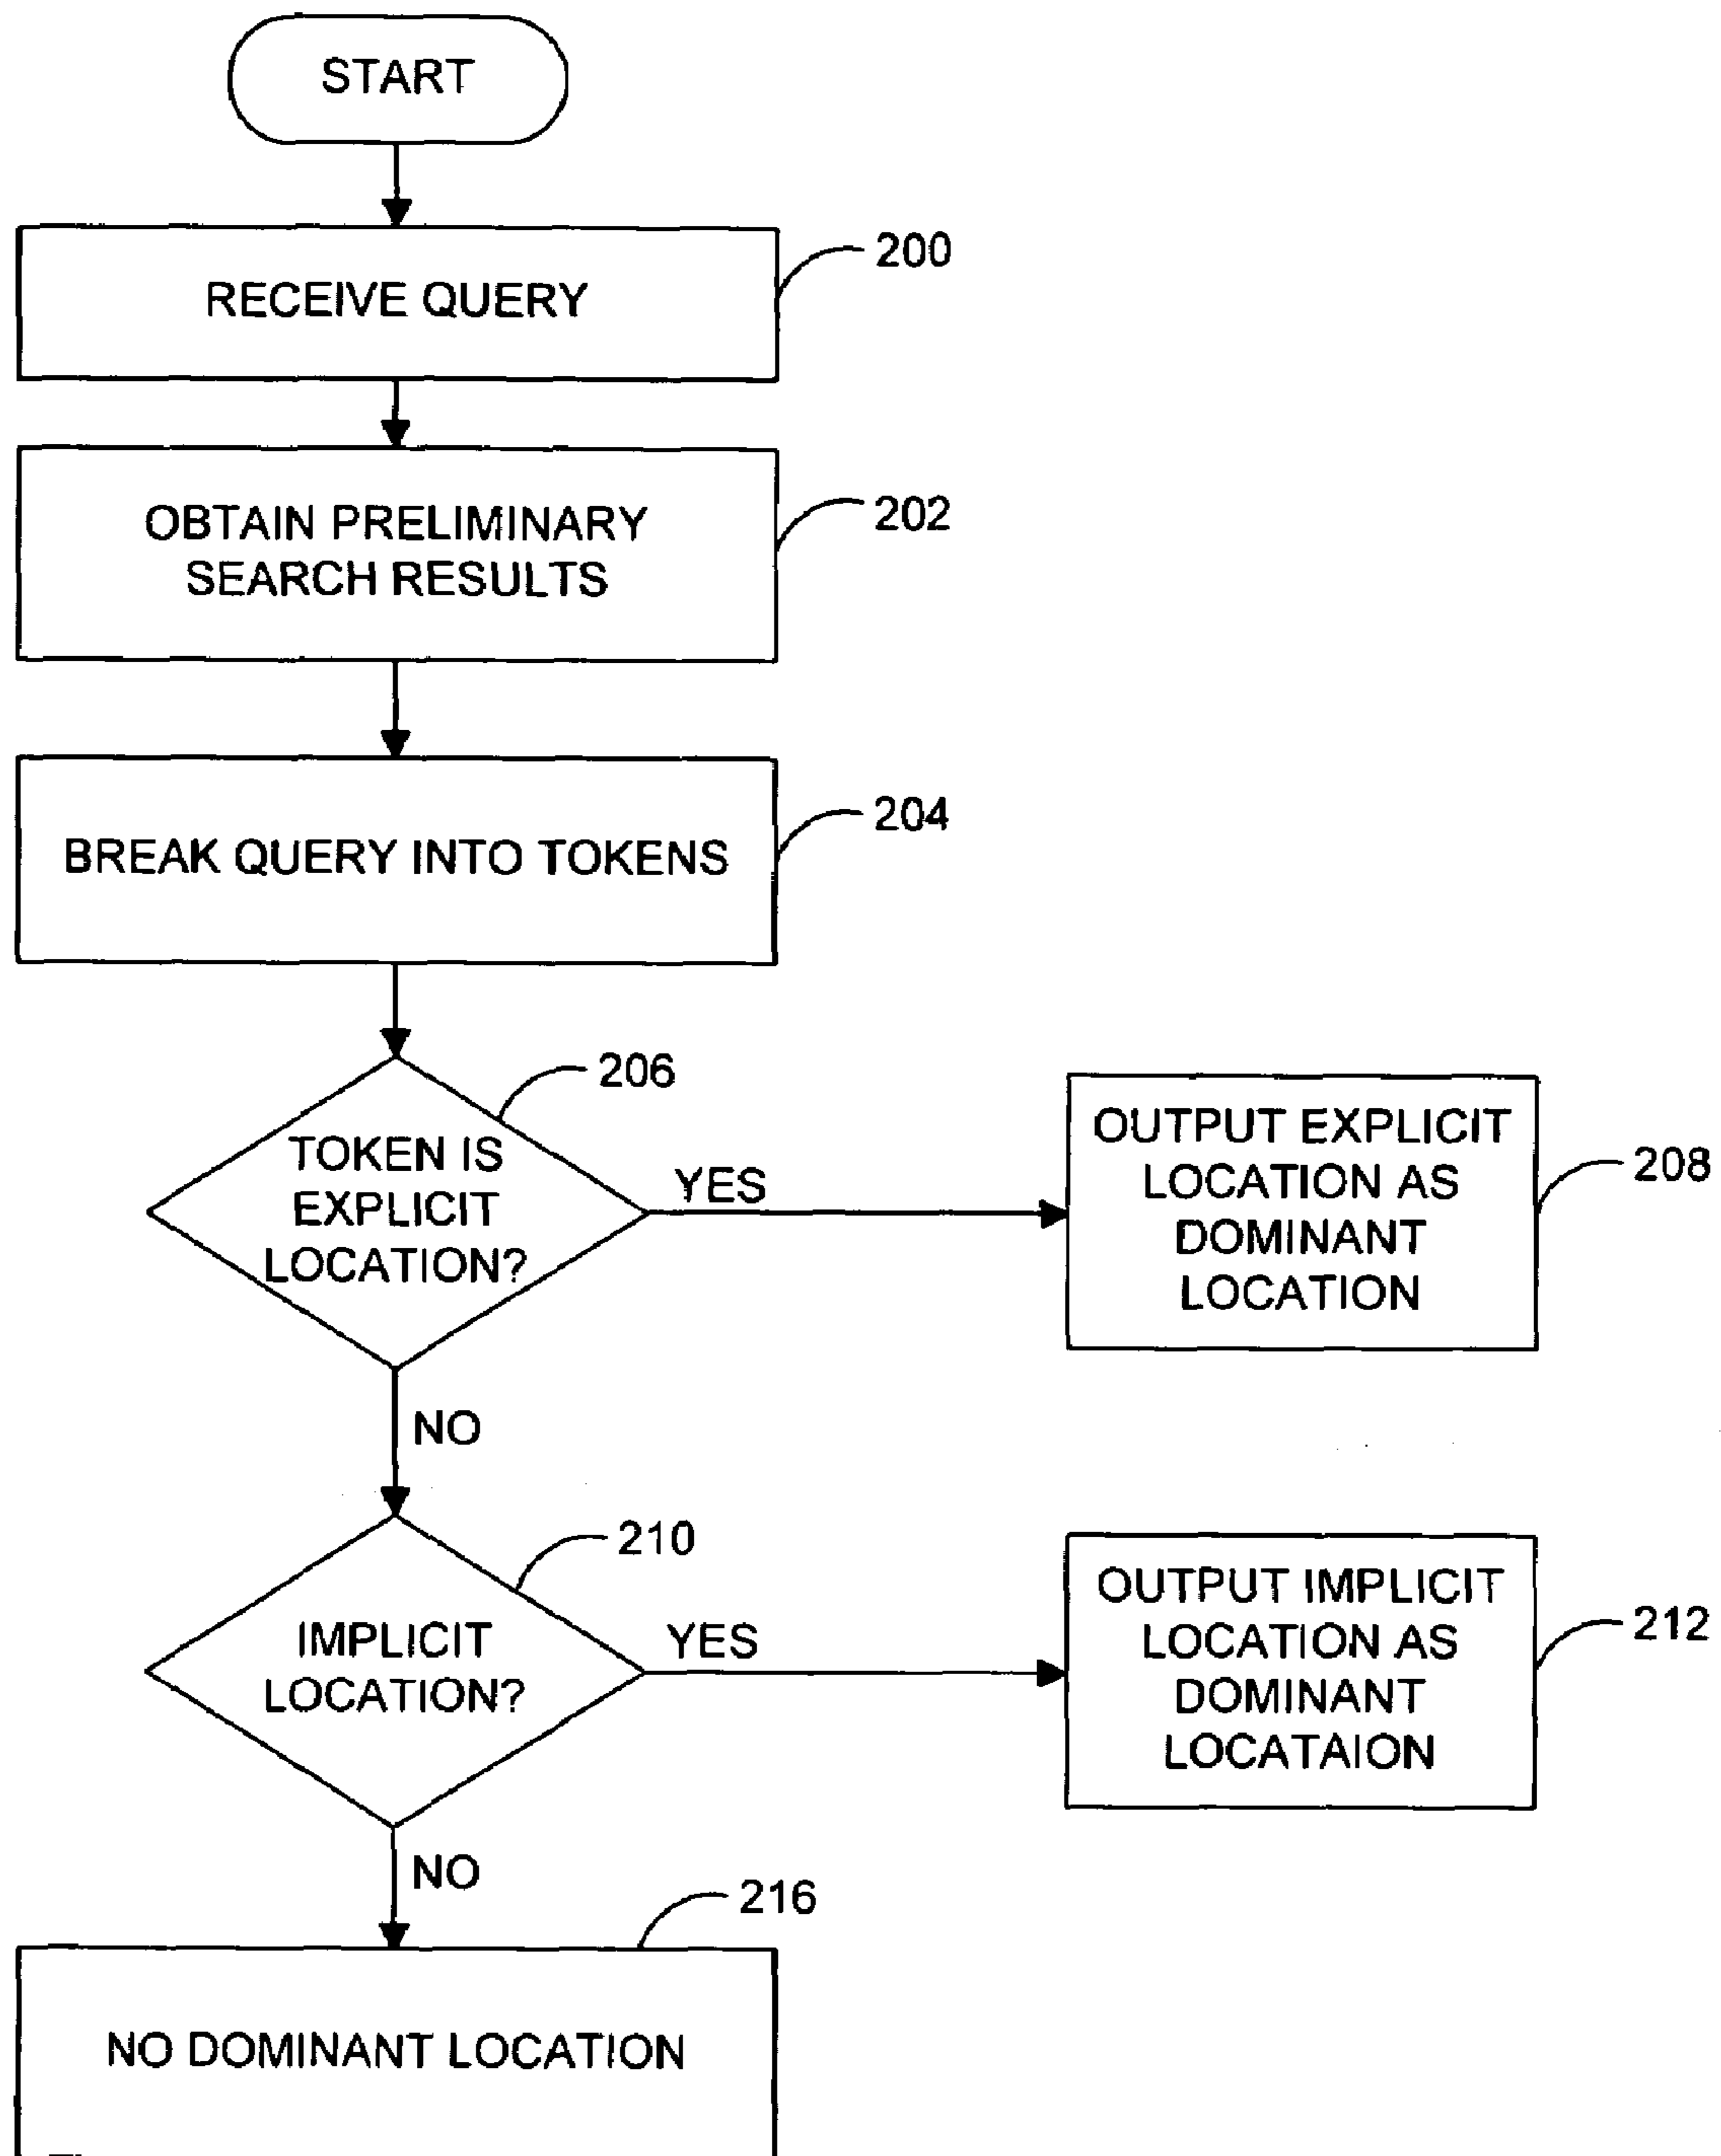 START
200
RECEIVE QUERY
202
OBTAIN PRELIMINARY
SEARCH RESULTS
204
BREAK QUERY INTO TOKENS
206
TOKEN IS
EXPLICIT
LOCATION?
YES
OUTPUT EXPLICIT
LOCATION AS
DOMINANT
LOCATION
208
NO
210
IMPLICIT
LOCATION?
YES
OUTPUT IMPLICIT
LOCATION AS
DOMINANT
LOCATAION
212
NO
216
NO DOMINANT LOCATION